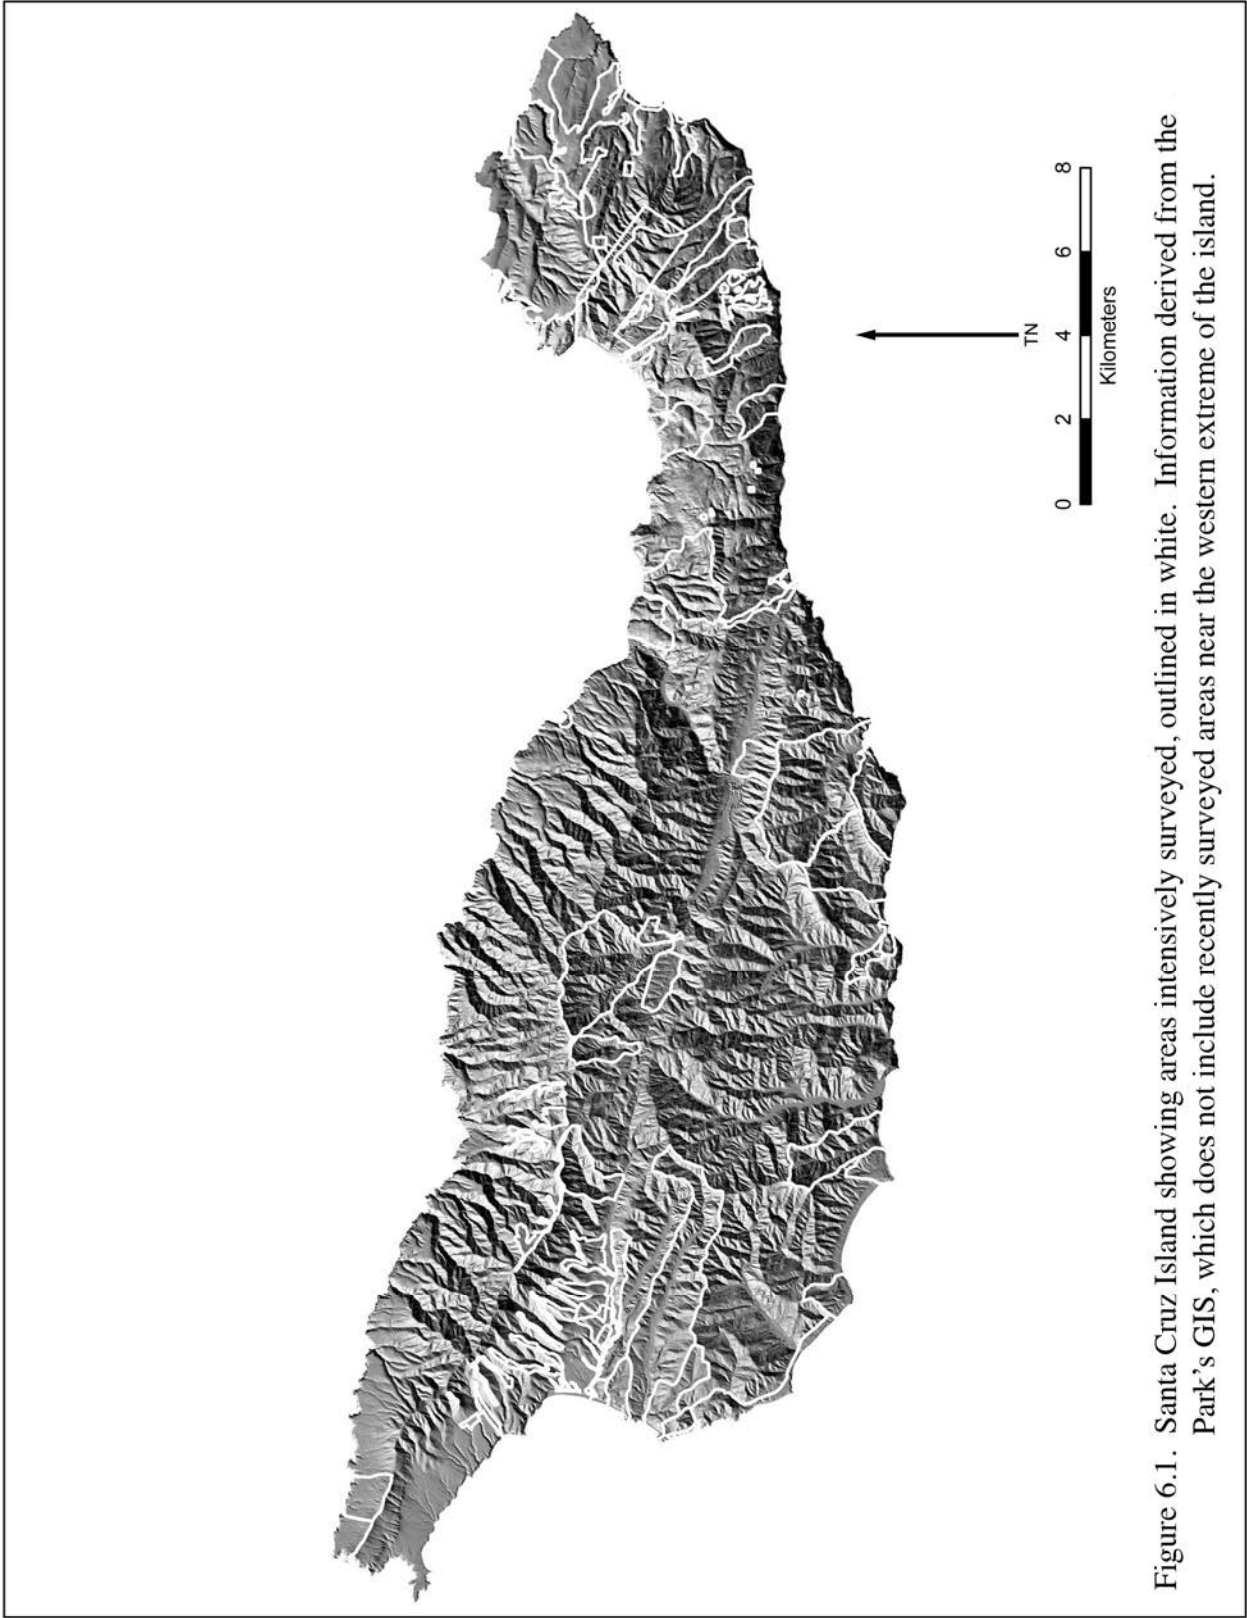 TN
0 2 4 6 8
Kilometers
Figure 6.1. Santa Cruz Island showing areas intensively surveyed, outlined in white. Information derived from the
Park's GIS, which does not include recently surveyed areas near the western extreme of the island.